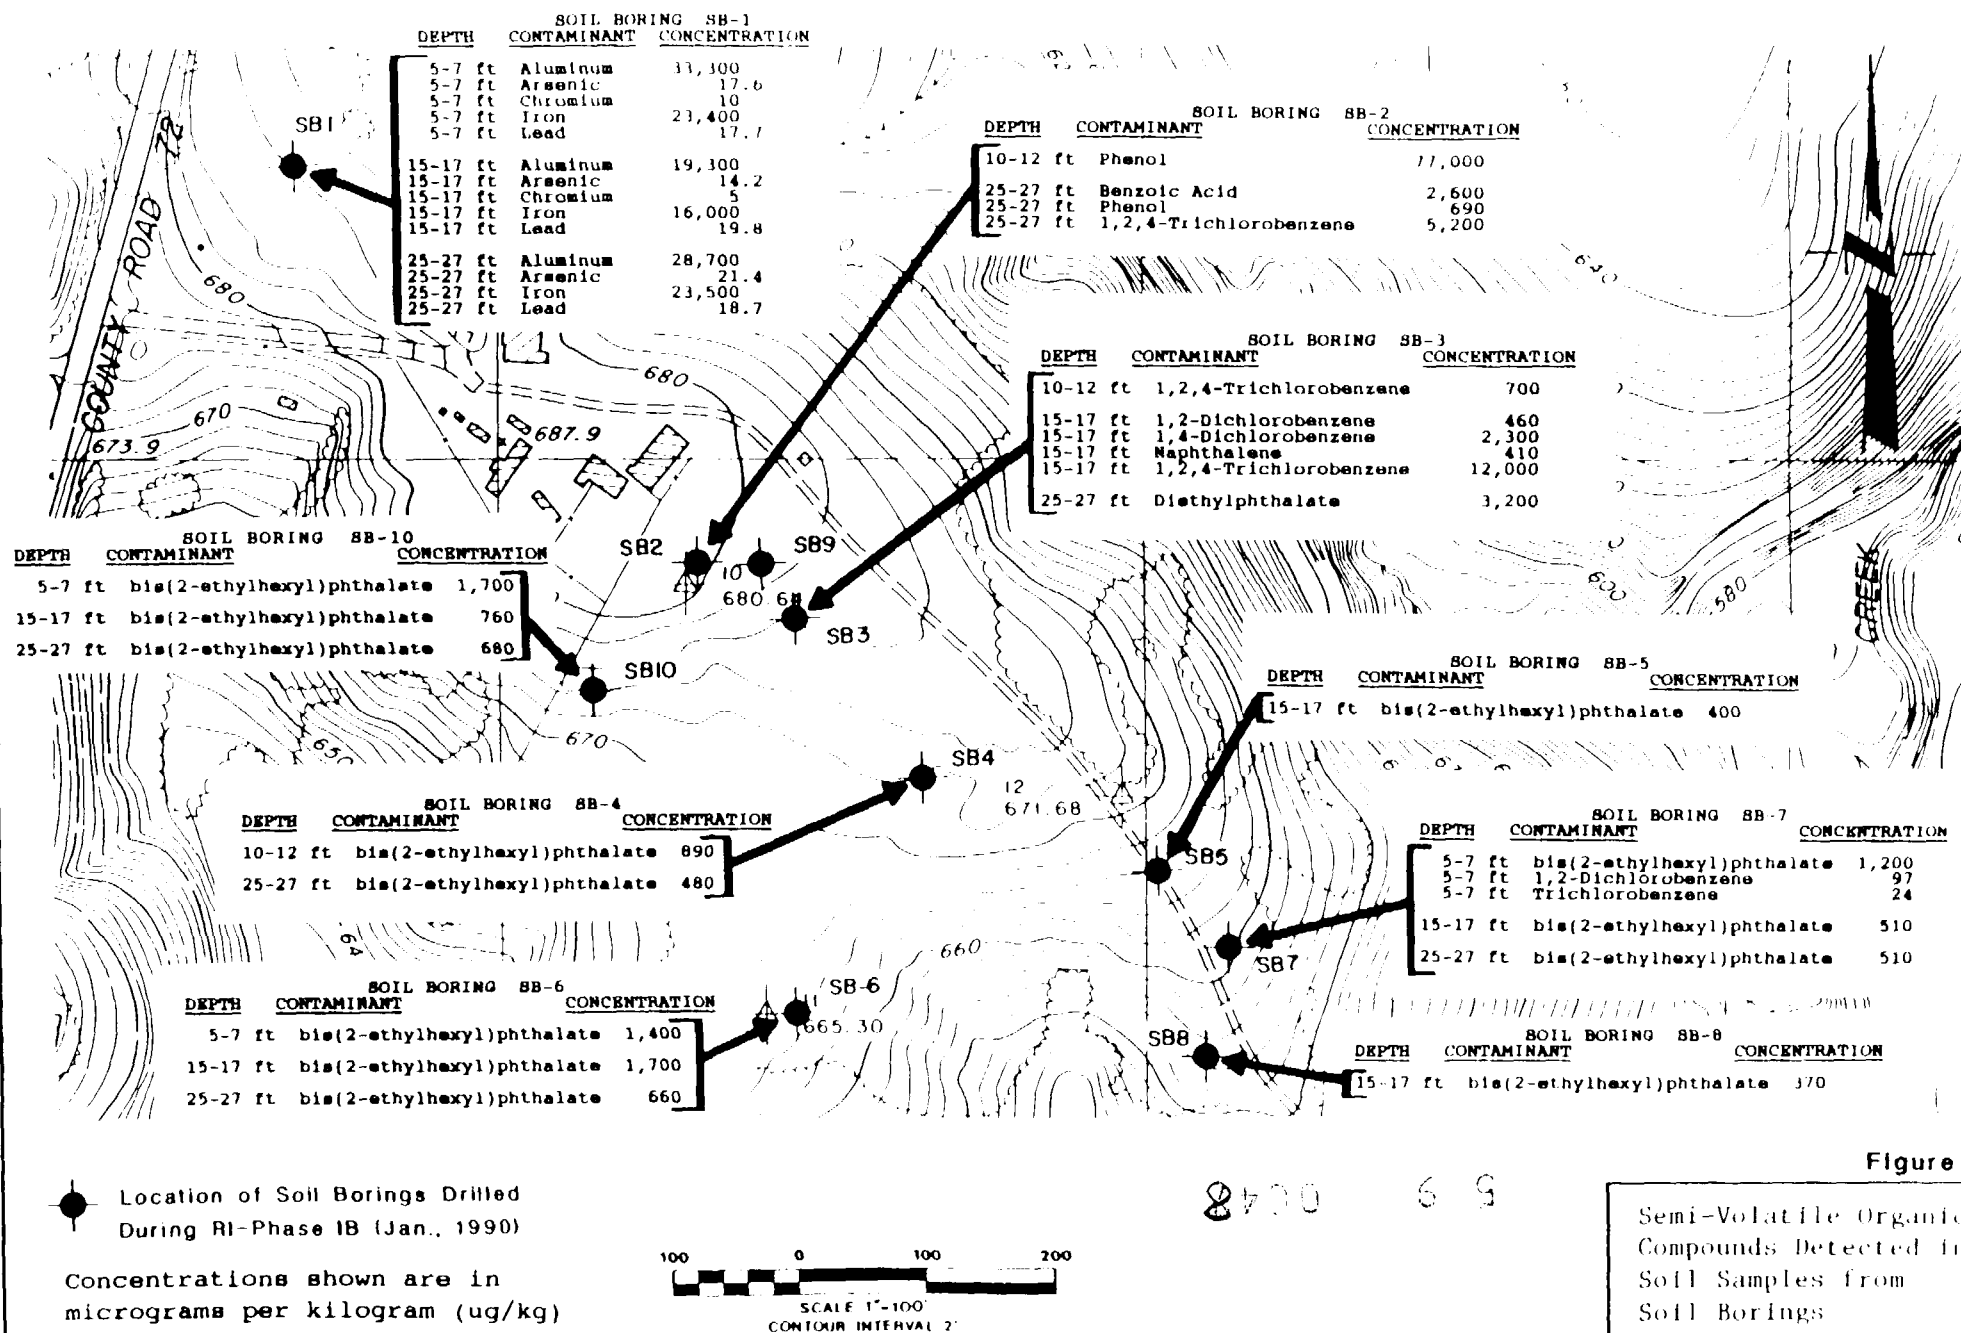 SOIL BORING SB-1
DEPTH CONTAMINANT CONCENTRATION
5-7 ft Aluminum 33,300
5-7 ft Arsenic 17.6
5-7 ft Chromium 10
5-7 ft Iron 23,400
5-7 ft Lead 17.7
15-17 ft Aluminum 19,300
15-17 ft Arsenic 14.2
15-17 ft Chromium 5
15-17 ft Iron 16,000
15-17 ft Lead 19.8
25-27 ft Aluminum 28,700
25-27 ft Arsenic 21.4
25-27 ft Iron 23,500
25-27 ft Lead 18.7
SB1
COUNTY ROAD 72
SOIL BORING SB-2
DEPTH CONTAMINANT CONCENTRATION
10-12 ft Phenol 77,000
25-27 ft Benzoic Acid 2,600
25-27 ft Phenol 690
25-27 ft 1,2,4-Trichlorobenzene 5,200
680
640
SOIL BORING SB-3
DEPTH CONTAMINANT CONCENTRATION
10-12 ft 1,2,4-Trichlorobenzene 700
15-17 ft 1,2-Dichlorobenzene 460
15-17 ft 1,4-Dichlorobenzene 2,300
15-17 ft Naphthalene 410
15-17 ft 1,2,4-Trichlorobenzene 12,000
25-27 ft Diethylphthalate 3,200
680
670
673.9
687.9
SOIL BORING SB-10
DEPTH CONTAMINANT CONCENTRATION
5-7 ft bis(2-ethylhexyl)phthalate 1,700
15-17 ft bis(2-ethylhexyl)phthalate 760
25-27 ft bis(2-ethylhexyl)phthalate 680
SB2
SB9
10
SB3
SB10
600
580
CREEK
670
650
SOIL BORING SB-5
DEPTH CONTAMINANT CONCENTRATION
15-17 ft bis(2-ethylhexyl)phthalate 400
SB4
12
671.68
SOIL BORING SB-4
DEPTH CONTAMINANT CONCENTRATION
10-12 ft bis(2-ethylhexyl)phthalate 890
25-27 ft bis(2-ethylhexyl)phthalate 480
SB5
SOIL BORING SB-7
DEPTH CONTAMINANT CONCENTRATION
5-7 ft bis(2-ethylhexyl)phthalate 1,200
5-7 ft 1,2-Dichlorobenzene 97
5-7 ft Trichlorobenzene 24
15-17 ft bis(2-ethylhexyl)phthalate 510
25-27 ft bis(2-ethylhexyl)phthalate 510
64
660
SB7
SOIL BORING SB-6
DEPTH CONTAMINANT CONCENTRATION
5-7 ft bis(2-ethylhexyl)phthalate 1,400
15-17 ft bis(2-ethylhexyl)phthalate 1,700
25-27 ft bis(2-ethylhexyl)phthalate 660
SB-6
11
665.30
SB8
SOIL BORING SB-8
DEPTH CONTAMINANT CONCENTRATION
15-17 ft bis(2-ethylhexyl)phthalate 370
Location of Soil Borings Drilled
During RI-Phase IB (Jan., 1990)
Concentrations shown are in
micrograms per kilogram (ug/kg)
100 0 100 200
SCALE 1"-100'
CONTOUR INTERVAL 2'
Figure
Semi-Volatile Organic
Compounds Detected in
Soil Samples from
Soil Borings